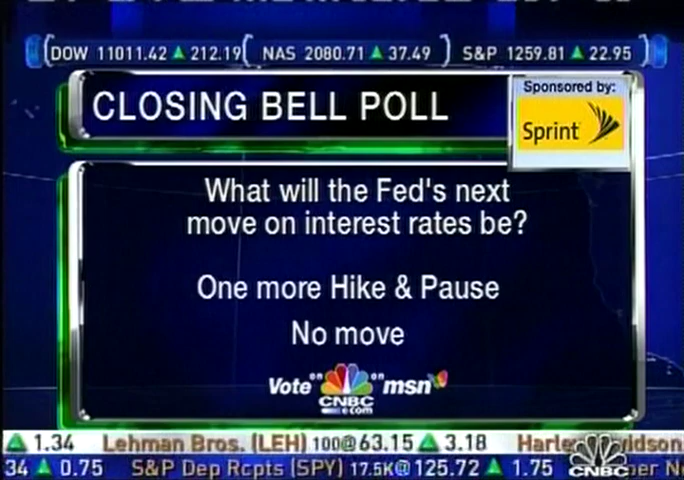 DOW 11011.42 ▲ 212.19 NAS 2080.71 ▲ 37.49 S&P 1259.81 ▲ 22.95
CLOSING BELL POLL
Sponsored by:
Sprint
What will the Fed's next
move on interest rates be?
One more Hike & Pause
No move
Vote on CNBC.com on msn
▲ 1.34 Lehman Bros. (LEH) 100@63.15 ▲ 3.18
34 ▲ 0.75 S&P Dep Rcpts (SPY) 17.5K@125.72 ▲ 1.75
CNBC